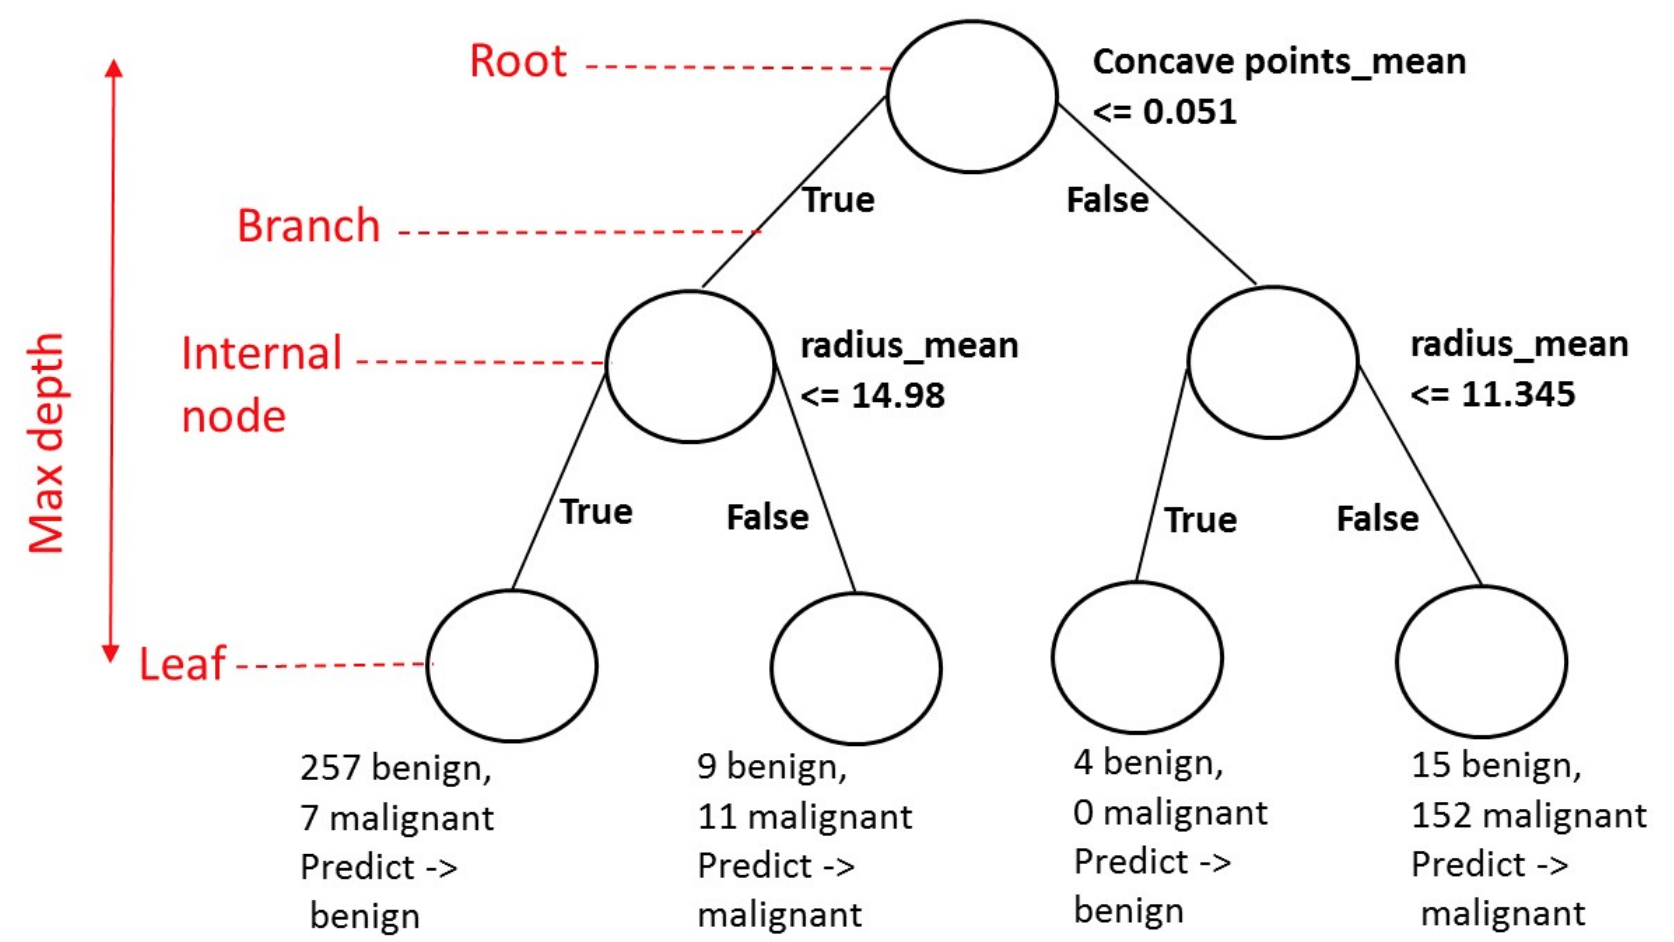 Root
Concave points_mean
<= 0.051
True
False
Branch
Max depth
Internal
node
radius_mean
<= 14.98
radius_mean
<= 11.345
True
False
True
False
Leaf
257 benign,
7 malignant
Predict ->
benign
9 benign,
11 malignant
Predict ->
malignant
4 benign,
0 malignant
Predict ->
benign
15 benign,
152 malignant
Predict ->
malignant